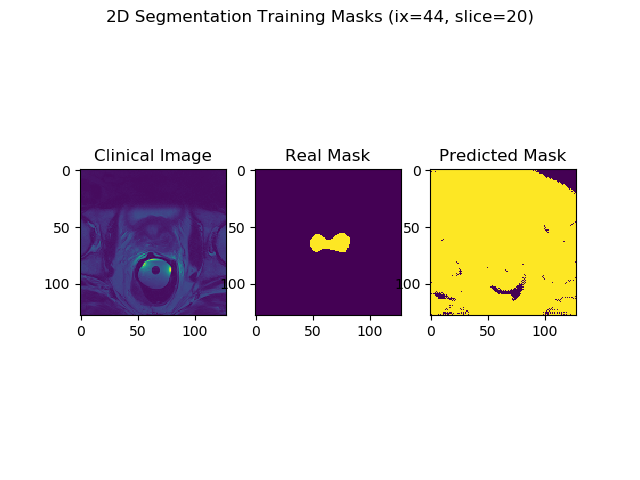 2D Segmentation Training Masks (ix=44, slice=20)
Clinical Image Real Mask Predicted Mask
0 0 0
50 50 50
100 100 100
0 100 0 50 100 0 50 100